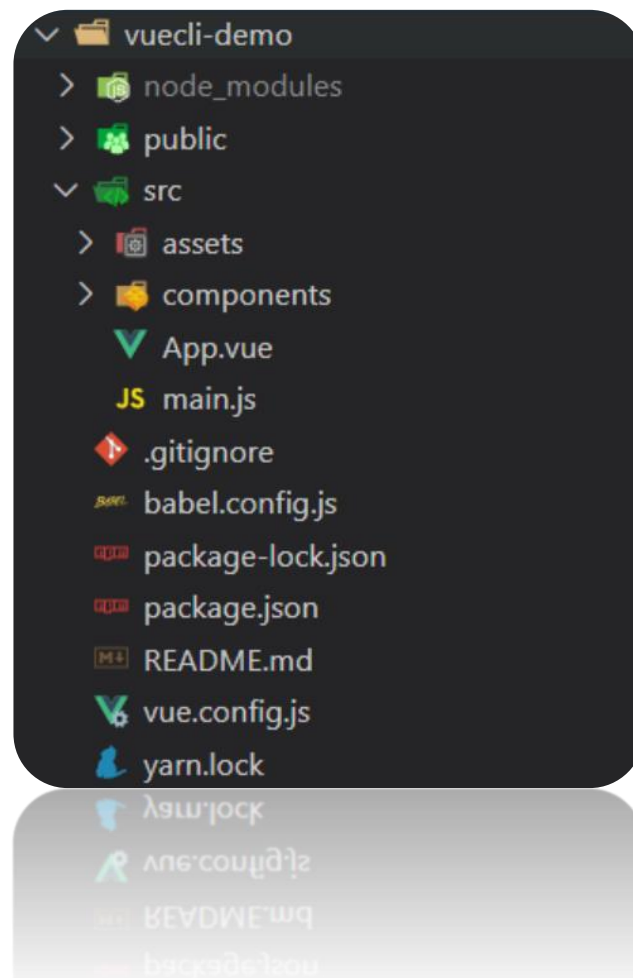 vuecli-demo
node_modules
public
src
assets
components
App.vue
JS main.js
.gitignore
babel.config.js
package-lock.json
package.json
README.md
vue.config.js
yarn.lock